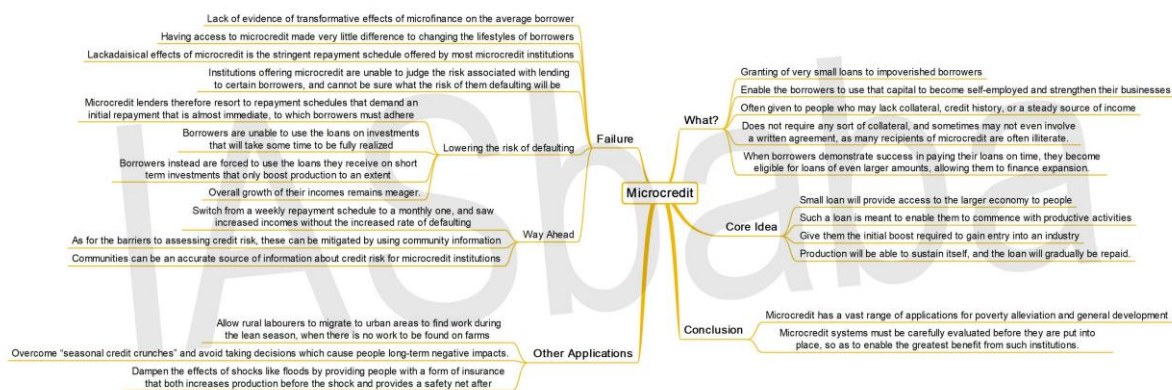 Microcredit
What?
Granting of very small loans to impoverished borrowers
Enable the borrowers to use that capital to become self-employed and strengthen their businesses
Often given to people who may lack collateral, credit history, or a steady source of income
Does not require any sort of collateral, and sometimes may not even involve
a written agreement, as many recipients of microcredit are often illiterate.
When borrowers demonstrate success in paying their loans on time, they become
eligible for loans of even larger amounts, allowing them to finance expansion.
Core Idea
Small loan will provide access to the larger economy to people
Such a loan is meant to enable them to commence with productive activities
Give them the initial boost required to gain entry into an industry
Production will be able to sustain itself, and the loan will gradually be repaid.
Conclusion
Microcredit has a vast range of applications for poverty alleviation and general development
Microcredit systems must be carefully evaluated before they are put into
place, so as to enable the greatest benefit from such institutions.
Failure
Lack of evidence of transformative effects of microfinance on the average borrower
Having access to microcredit made very little difference to changing the lifestyles of borrowers
Lackadaisical effects of microcredit is the stringent repayment schedule offered by most microcredit institutions
Institutions offering microcredit are unable to judge the risk associated with lending
to certain borrowers, and cannot be sure what the risk of them defaulting will be
Lowering the risk of defaulting
Microcredit lenders therefore resort to repayment schedules that demand an
initial repayment that is almost immediate, to which borrowers must adhere
Borrowers are unable to use the loans on investments
that will take some time to be fully realized
Borrowers instead are forced to use the loans they receive on short
term investments that only boost production to an extent
Overall growth of their incomes remains meager.
Way Ahead
Switch from a weekly repayment schedule to a monthly one, and saw
increased incomes without the increased rate of defaulting
As for the barriers to assessing credit risk, these can be mitigated by using community information
Communities can be an accurate source of information about credit risk for microcredit institutions
Other Applications
Allow rural labourers to migrate to urban areas to find work during
the lean season, when there is no work to be found on farms
Overcome “seasonal credit crunches” and avoid taking decisions which cause people long-term negative impacts.
Dampen the effects of shocks like floods by providing people with a form of insurance
that both increases production before the shock and provides a safety net after
IASbaba